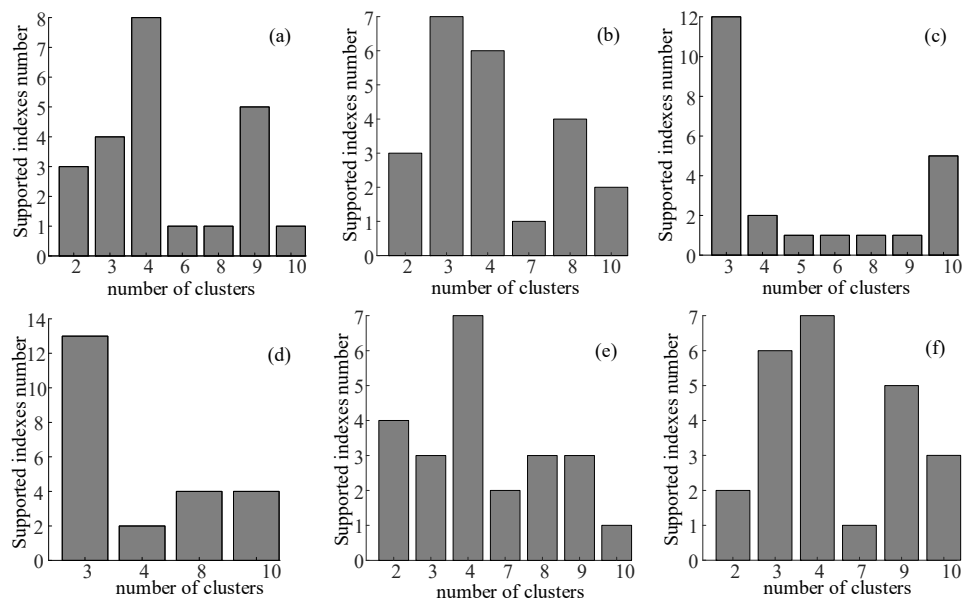 8
7
6
5
4
3
2
1
0
Supported indexes number
(a)
2 3 4 6 8 9 10
number of clusters
7
6
5
4
3
2
1
0
Supported indexes number
(b)
2 3 4 7 8 10
number of clusters
12
10
8
6
4
2
0
Supported indexes number
(c)
3 4 5 6 8 9 10
number of clusters
14
12
10
8
6
4
2
0
Supported indexes number
(d)
3 4 8 10
number of clusters
7
6
5
4
3
2
1
0
Supported indexes number
(e)
2 3 4 7 8 9 10
number of clusters
7
6
5
4
3
2
1
0
Supported indexes number
(f)
2 3 4 7 9 10
number of clusters